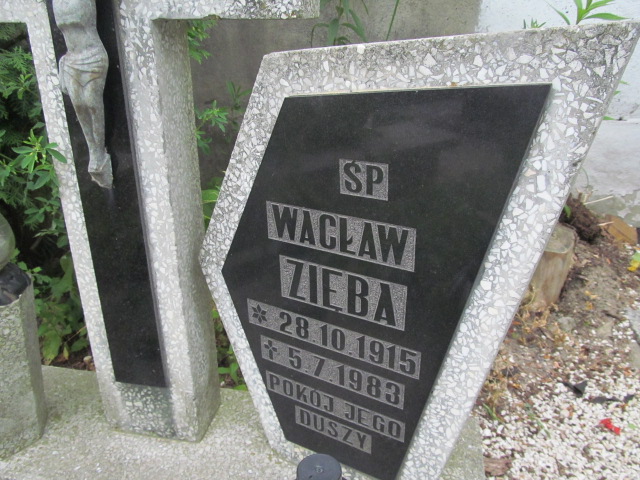 ŚP
WACŁAW
ZIĘBA
* 28.10.1915
✝ 5.7.1983
POKÓJ JEGO
DUSZY